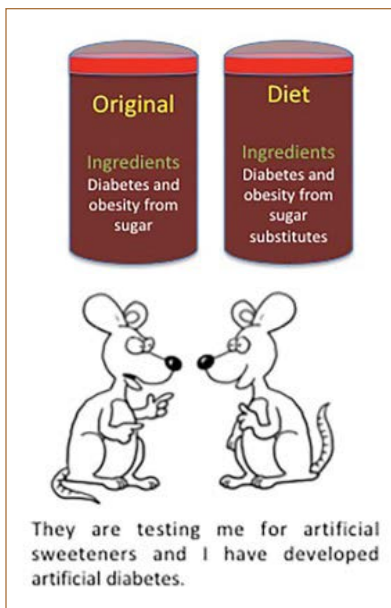 Original
Ingredients
Diabetes and
obesity from
sugar
Diet
Ingredients
Diabetes and
obesity from
sugar
substitutes
They are testing me for artificial
sweeteners and I have developed
artificial diabetes.